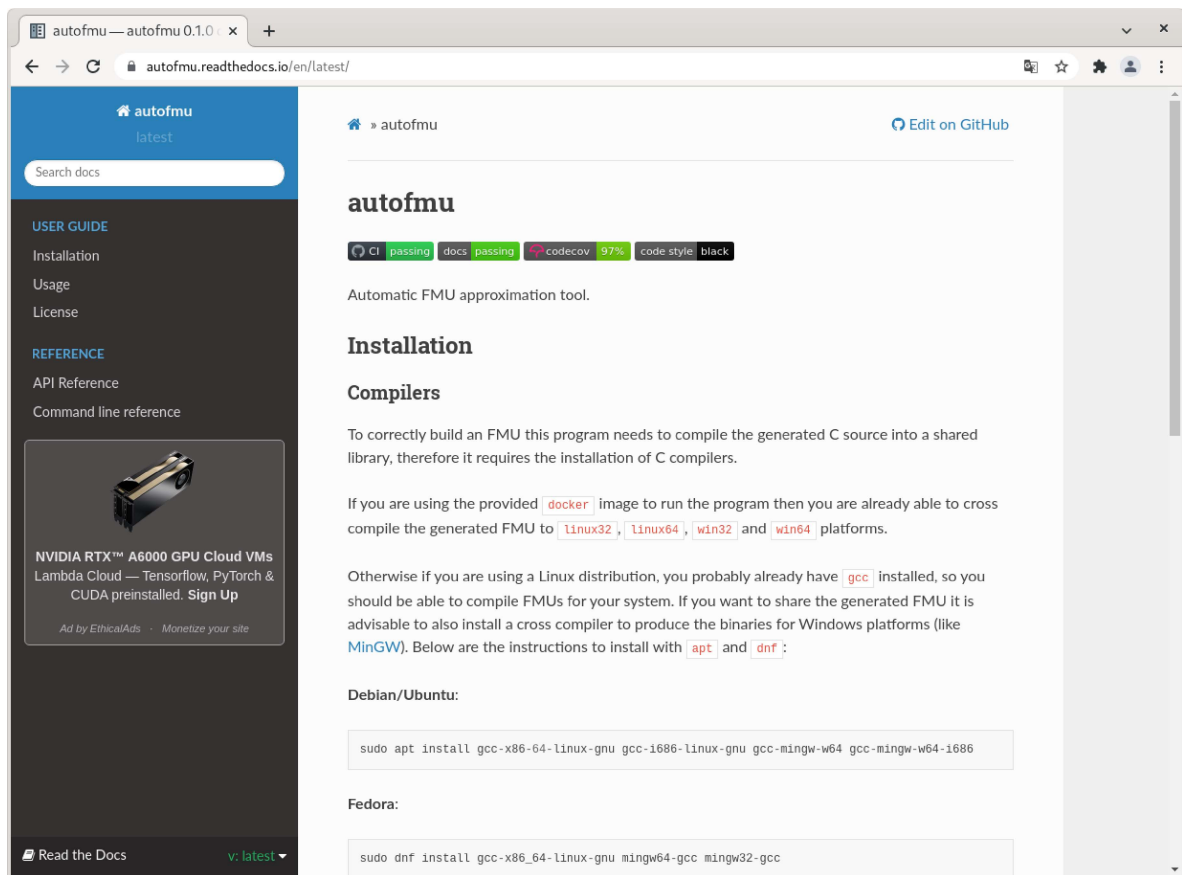 autofmu — autofmu 0.1.0
autofmu.readthedocs.io/en/latest/
autofmu
latest
Search docs
USER GUIDE
Installation
Usage
License
REFERENCE
API Reference
Command line reference
NVIDIA RTX™ A6000 GPU Cloud VMs
Lambda Cloud — Tensorflow, PyTorch &
CUDA preinstalled. Sign Up
Ad by EthicalAds · Monetize your site
Read the Docs
v: latest
» autofmu
Edit on GitHub
autofmu
CI passing docs passing codecov 97% code style black
Automatic FMU approximation tool.
Installation
Compilers
To correctly build an FMU this program needs to compile the generated C source into a shared
library, therefore it requires the installation of C compilers.
If you are using the provided docker image to run the program then you are already able to cross
compile the generated FMU to linux32, linux64, win32 and win64 platforms.
Otherwise if you are using a Linux distribution, you probably already have gcc installed, so you
should be able to compile FMUs for your system. If you want to share the generated FMU it is
advisable to also install a cross compiler to produce the binaries for Windows platforms (like
MinGW). Below are the instructions to install with apt and dnf:
Debian/Ubuntu:
sudo apt install gcc-x86-64-linux-gnu gcc-i686-linux-gnu gcc-mingw-w64 gcc-mingw-w64-i686
Fedora:
sudo dnf install gcc-x86_64-linux-gnu mingw64-gcc mingw32-gcc